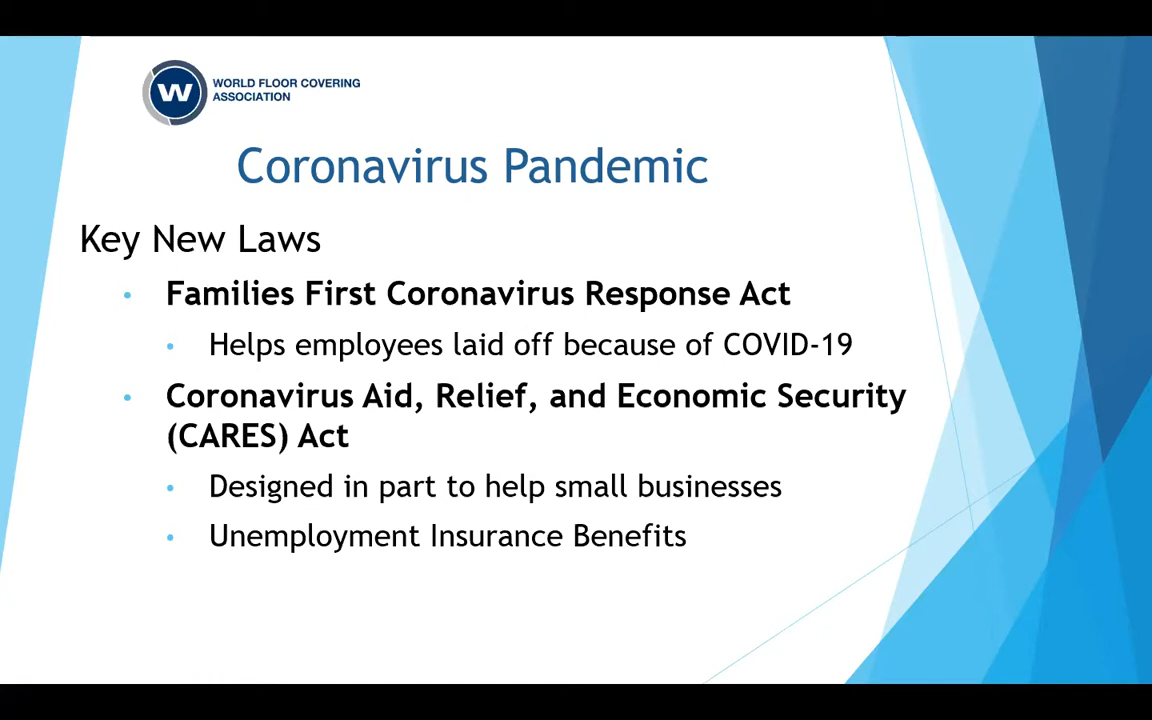 W
WORLD FLOOR COVERING
ASSOCIATION
Coronavirus Pandemic
Key New Laws
• Families First Coronavirus Response Act
• Helps employees laid off because of COVID-19
• Coronavirus Aid, Relief, and Economic Security
(CARES) Act
• Designed in part to help small businesses
• Unemployment Insurance Benefits